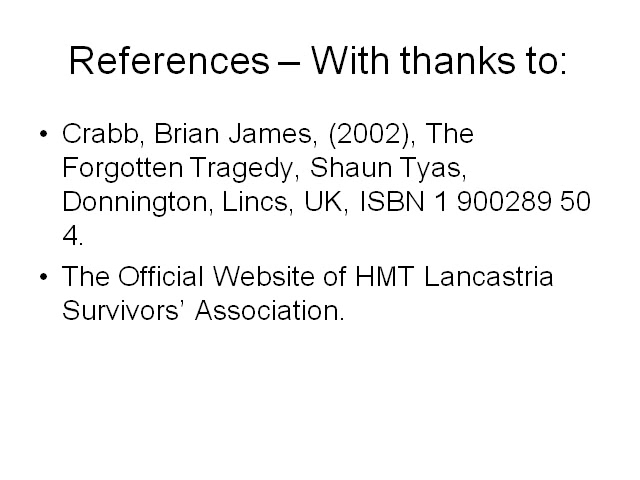 References – With thanks to:
• Crabb, Brian James, (2002), The
Forgotten Tragedy, Shaun Tyas,
Donnington, Lincs, UK, ISBN 1 900289 50
4.
• The Official Website of HMT Lancastria
Survivors’ Association.